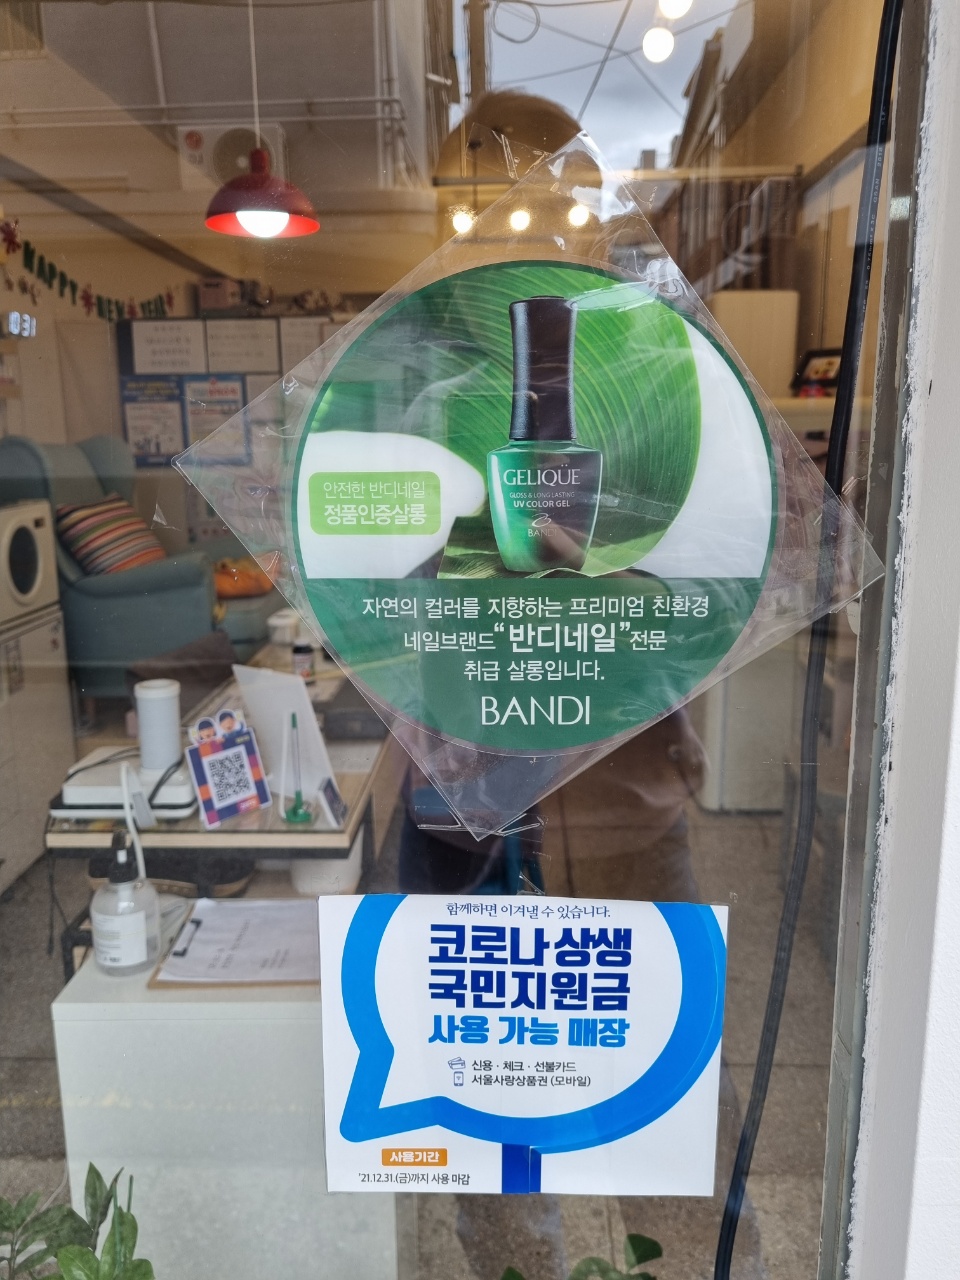 HAPPY NEW YEAR
안전한 반디네일
정품인증살롱
GELIQÜE
GLOSS & LONG LASTING
UV COLOR GEL
BANDI
자연의 컬러를 지향하는 프리미엄 친환경
네일브랜드“반디네일”전문
취급 살롱입니다.
BANDI
함께하면 이겨낼 수 있습니다.
코로나 상생
국민지원금
사용 가능 매장
신용 · 체크 · 선불카드
서울사랑상품권 (모바일)
사용기간
'21.12.31.(금)까지 사용 마감